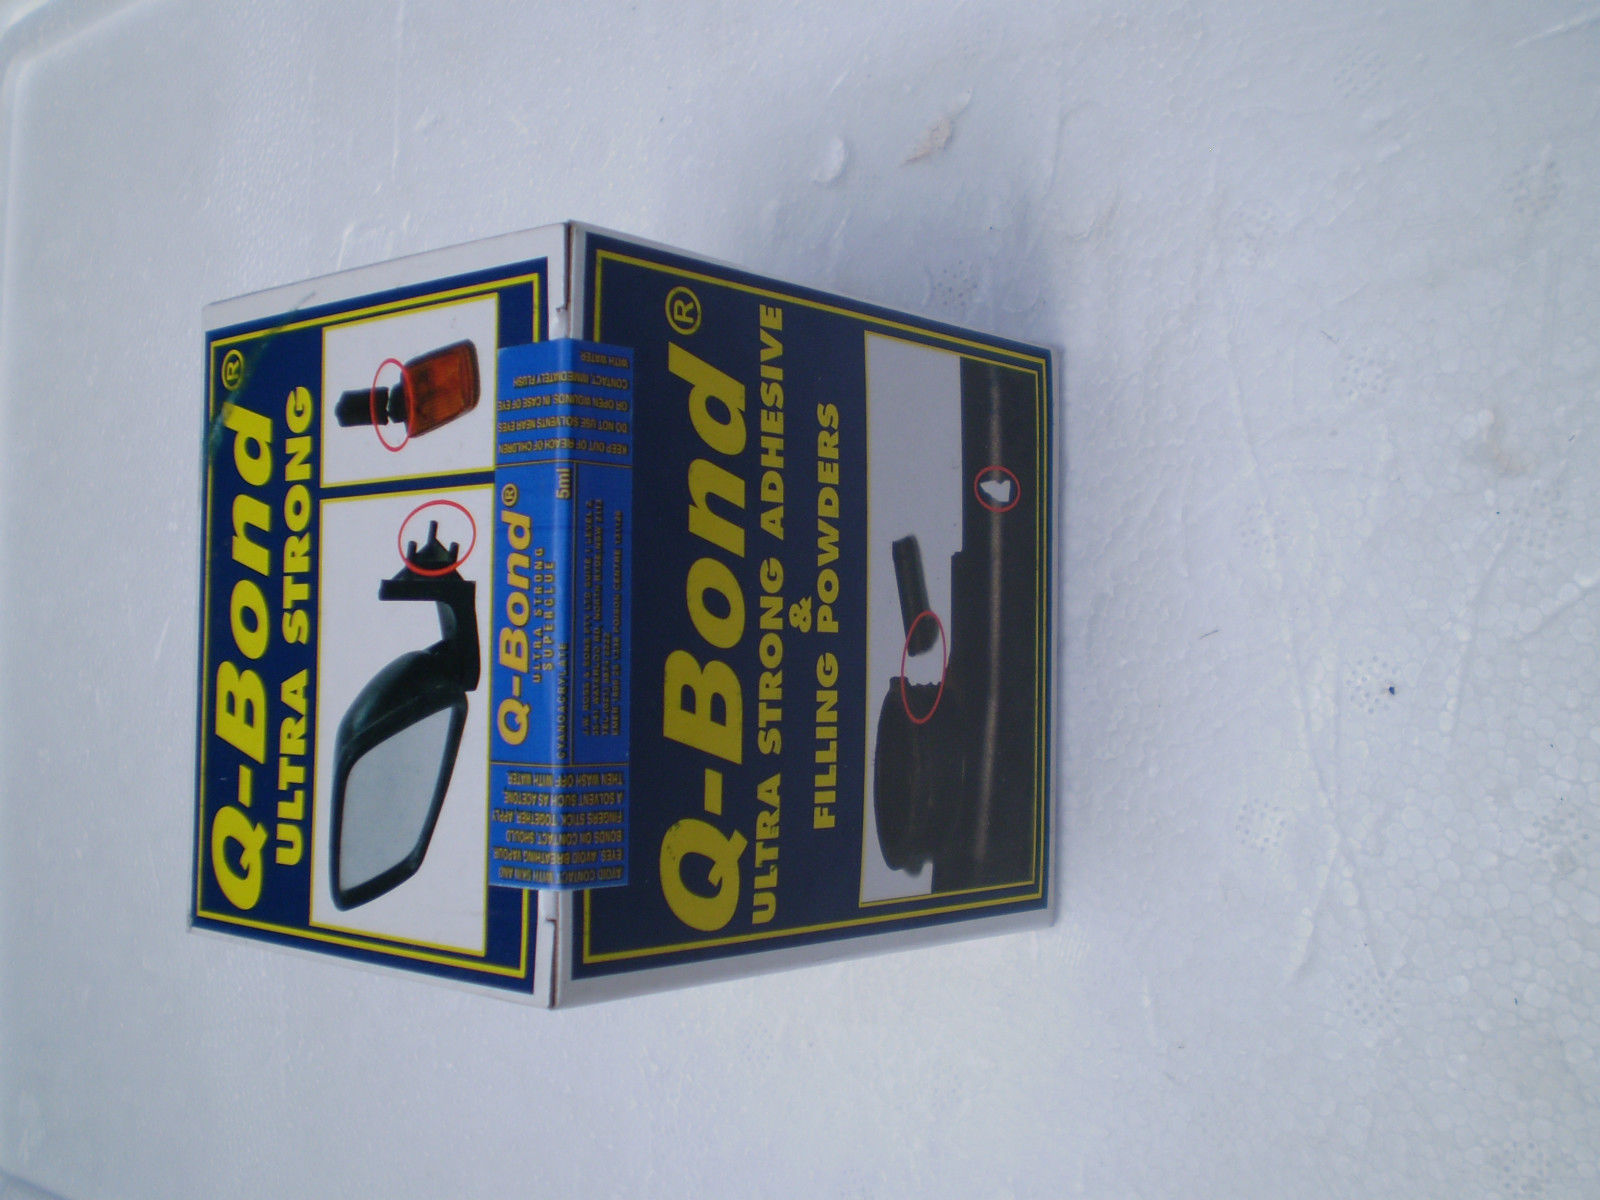 Q-Bond®
ULTRA STRONG
KEEP OUT OF REACH OF CHILDREN
DO NOT USE SOLVENTS NEAR EYES
OR OPEN WOUNDS. IN CASE OF EYE
CONTACT, IMMEDIATELY FLUSH
WITH WATER
Q-Bond®
ULTRA STRONG
SUPERGLUE
CYANOACRYLATE 5ml
AVOID CONTACT WITH SKIN AND
EYES. AVOID BREATHING VAPOUR
BONDS ON CONTACT. SHOULD
FINGERS STICK TOGETHER APPLY
A SOLVENT SUCH AS ACETONE
THEN WASH OFF WITH WATER.
Q-Bond®
ULTRA STRONG ADHESIVE
&
FILLING POWDERS